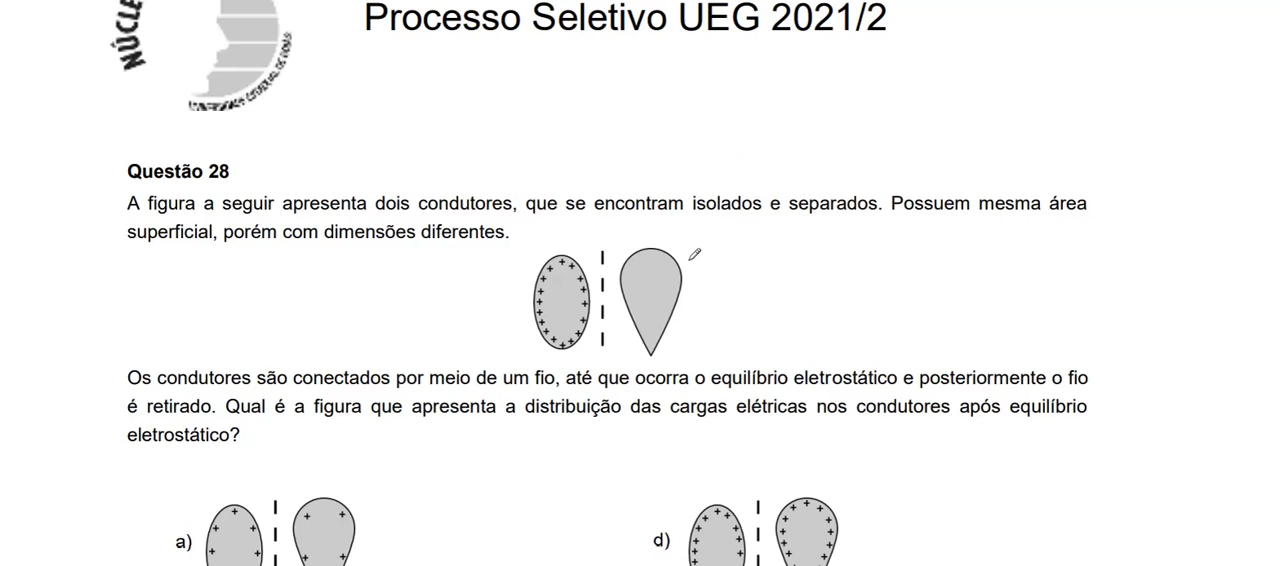 Processo Seletivo UEG 2021/2
NÚCLE
Questão 28
A figura a seguir apresenta dois condutores, que se encontram isolados e separados. Possuem mesma área
superficial, porém com dimensões diferentes.
Os condutores são conectados por meio de um fio, até que ocorra o equilíbrio eletrostático e posteriormente o fio
é retirado. Qual é a figura que apresenta a distribuição das cargas elétricas nos condutores após equilíbrio
eletrostático?
a)
d)